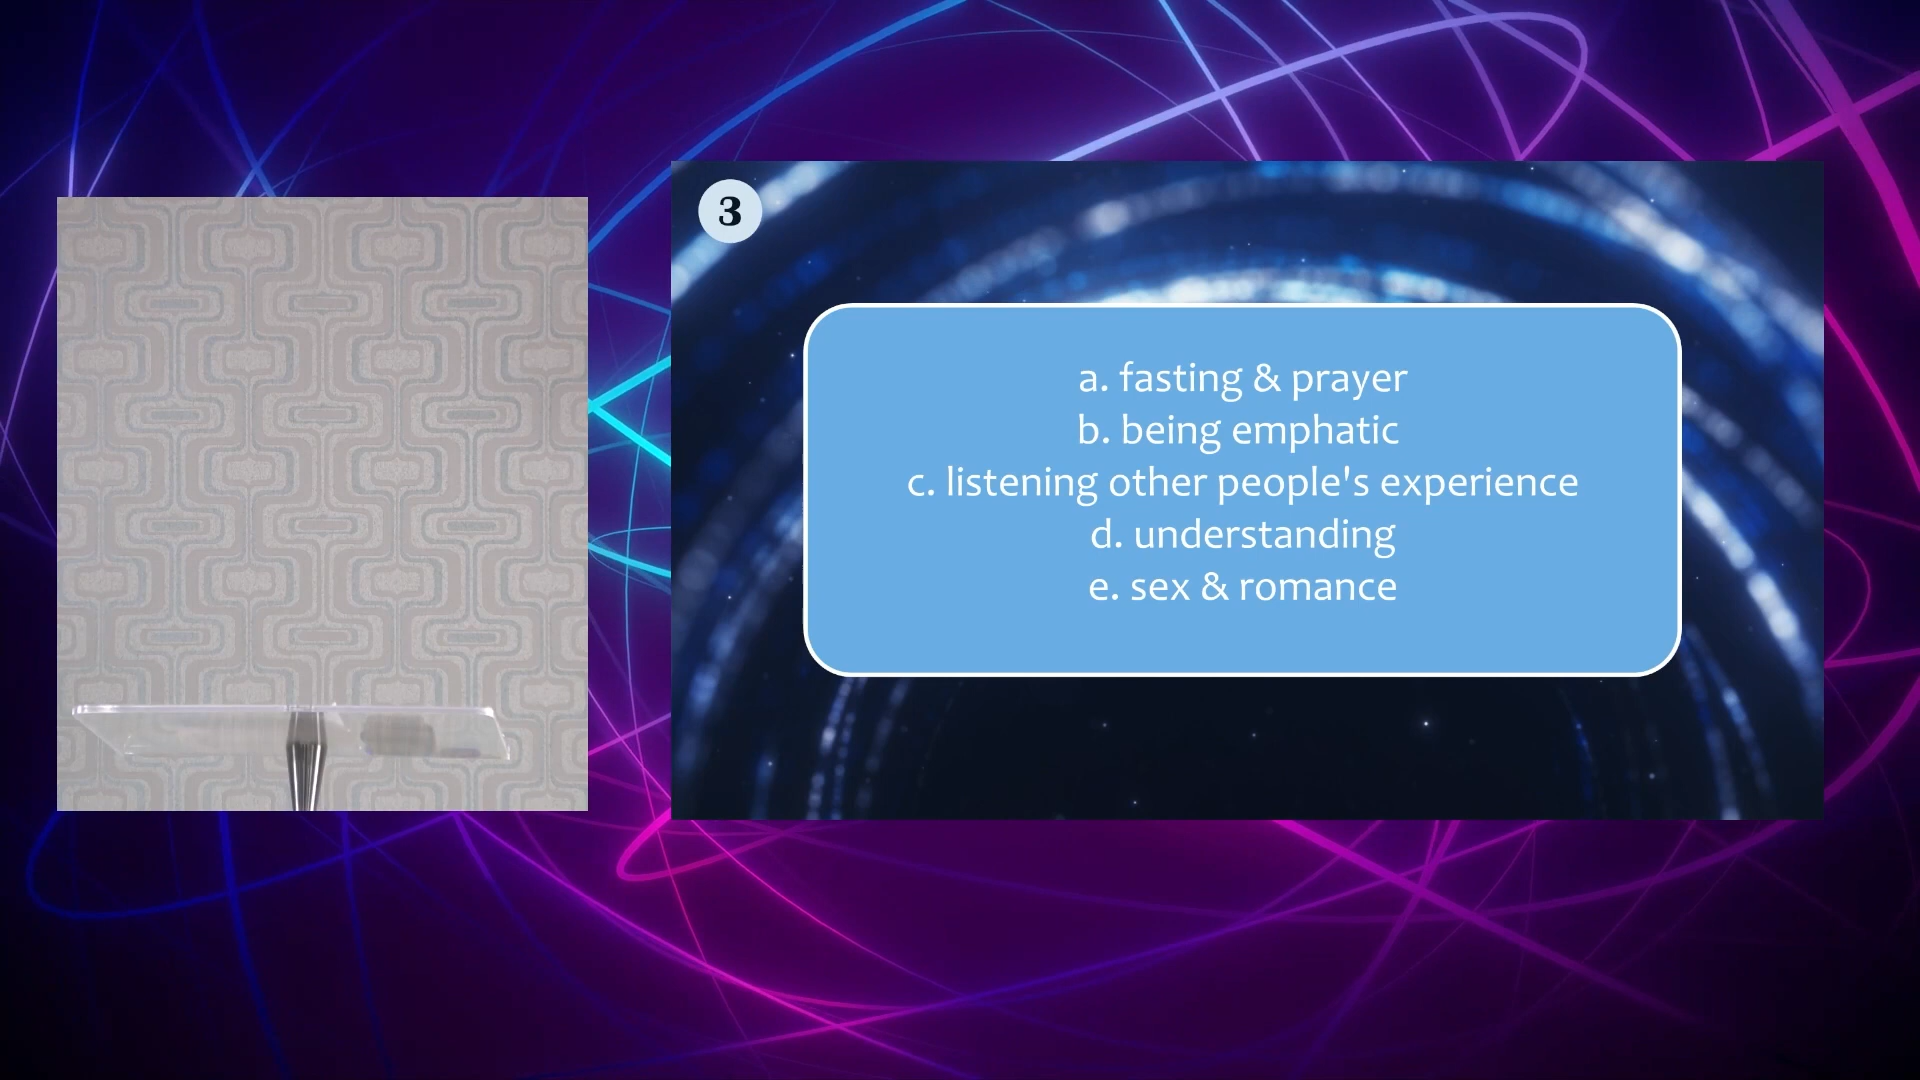 3
a. fasting & prayer
b. being emphatic
c. listening other people's experience
d. understanding
e. sex & romance